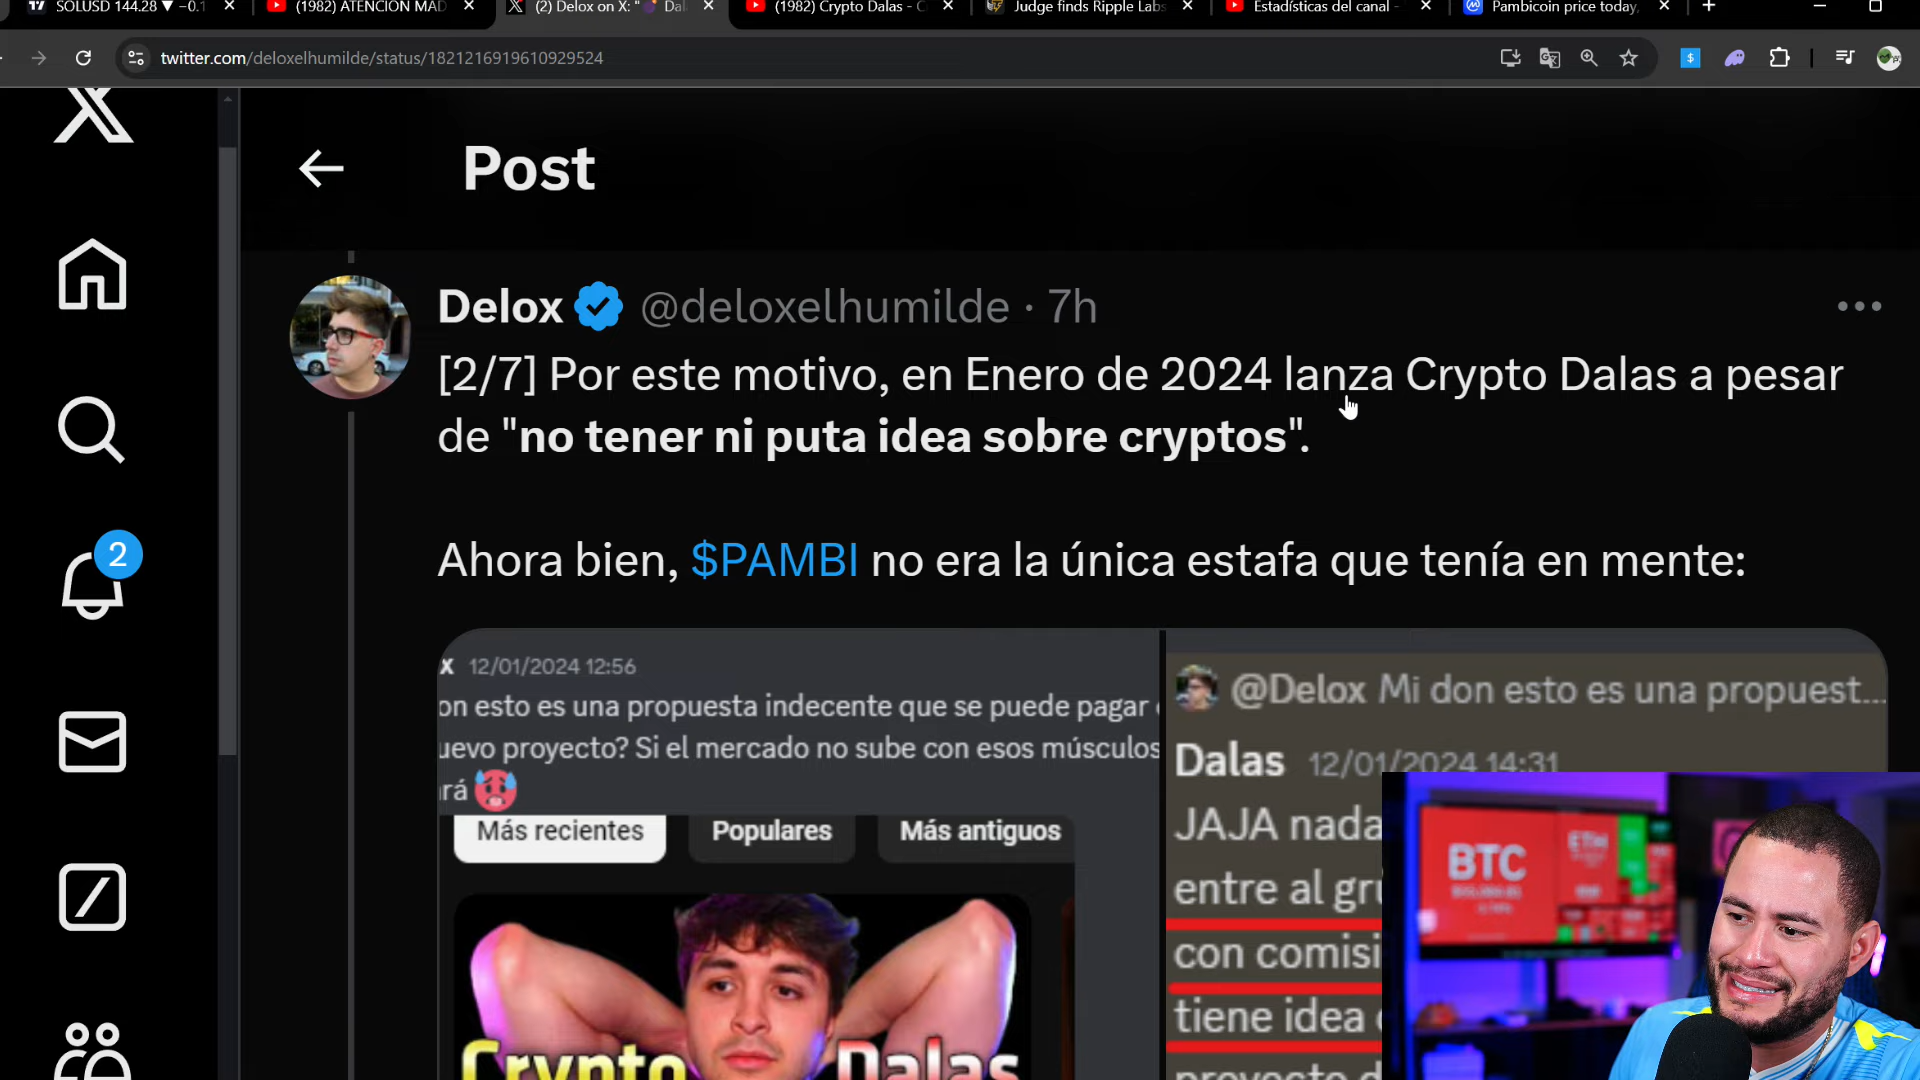 SOLUSD 144.28 ▼ −0.1
(1982) ATENCION MAD
(2) Delox on X: "💣 Dal
(1982) Crypto Dalas - C
Judge finds Ripple Labs
Estadísticas del canal -
Pambicoin price today,
twitter.com/deloxelhumilde/status/1821216919610929524
Post
Delox @deloxelhumilde · 7h
[2/7] Por este motivo, en Enero de 2024 lanza Crypto Dalas a pesar
de "no tener ni puta idea sobre cryptos".
Ahora bien, $PAMBI no era la única estafa que tenía en mente:
2
x 12/01/2024 12:56
on esto es una propuesta indecente que se puede pagar
uevo proyecto? Si el mercado no sube con esos músculos
rá 🥵
Más recientes
Populares
Más antiguos
Crypto Dalas
@Delox Mi don esto es una propuest...
Dalas 12/01/2024 14:31
JAJA nada
entre al gru
con comisi
tiene idea
proyecto d
BTC
ETH